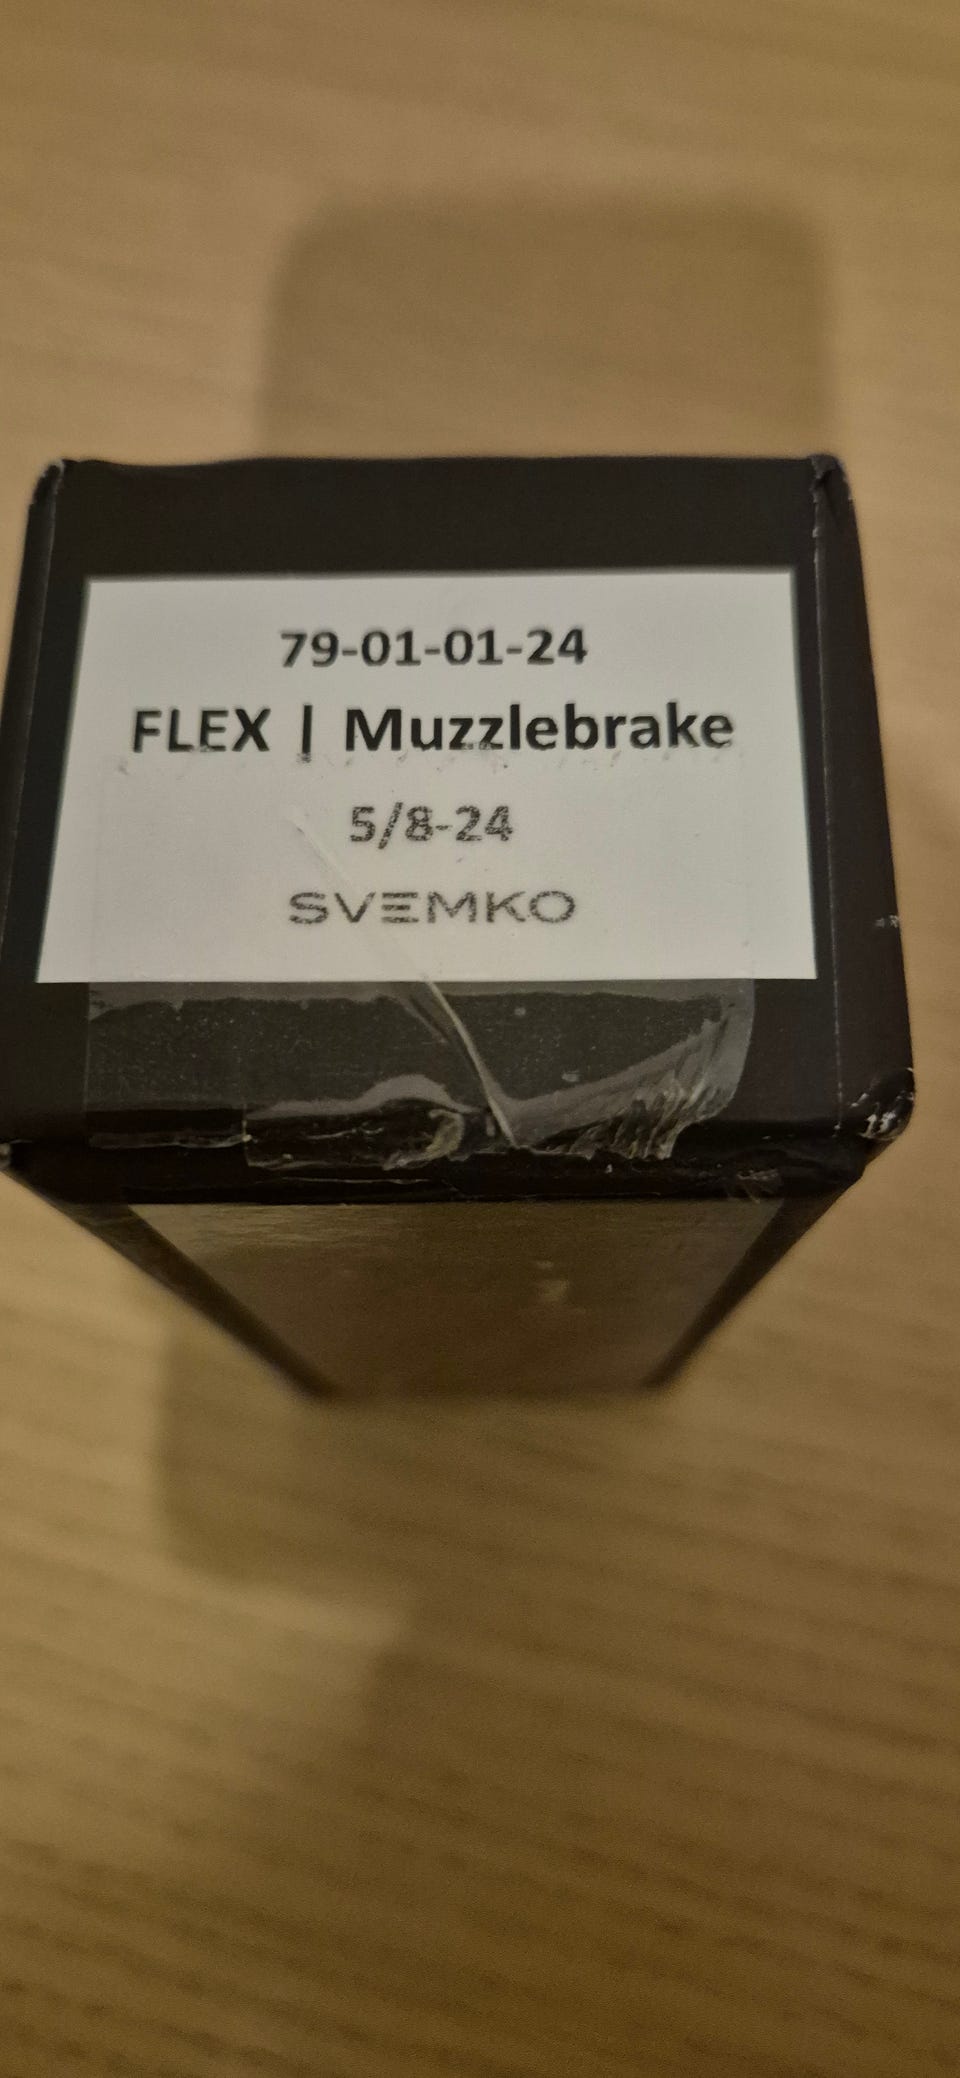 79-01-01-24
FLEX | Muzzlebrake
5/8-24
SVEMKO